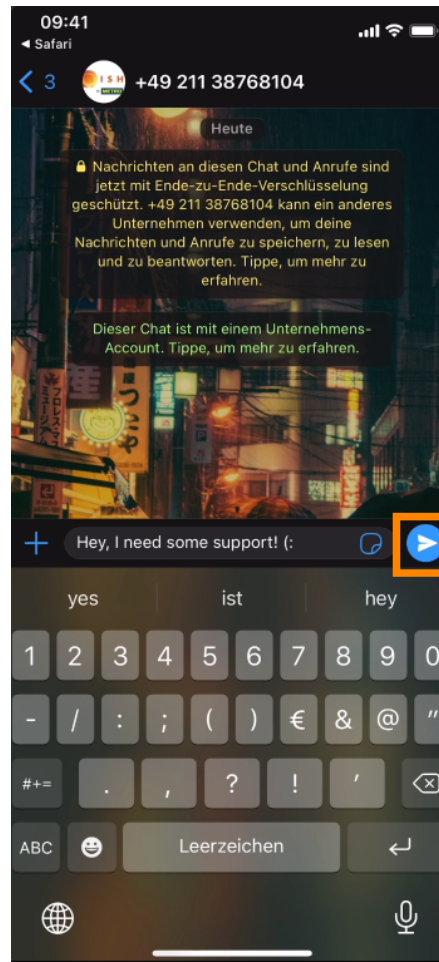 09:41
◀ Safari
3
DISH
METRO
+49 211 38768104
Heute
Nachrichten an diesen Chat und Anrufe sind
jetzt mit Ende-zu-Ende-Verschlüsselung
geschützt. +49 211 38768104 kann ein anderes
Unternehmen verwenden, um deine
Nachrichten und Anrufe zu speichern, zu lesen
und zu beantworten. Tippe, um mehr zu
erfahren.
Dieser Chat ist mit einem Unternehmens-
Account. Tippe, um mehr zu erfahren.
Hey, I need some support! (:
yes ist hey
1 2 3 4 5 6 7 8 9 0
- / : ; ( ) € & @ "
#+= . , ? ! ' 
ABC Leerzeichen